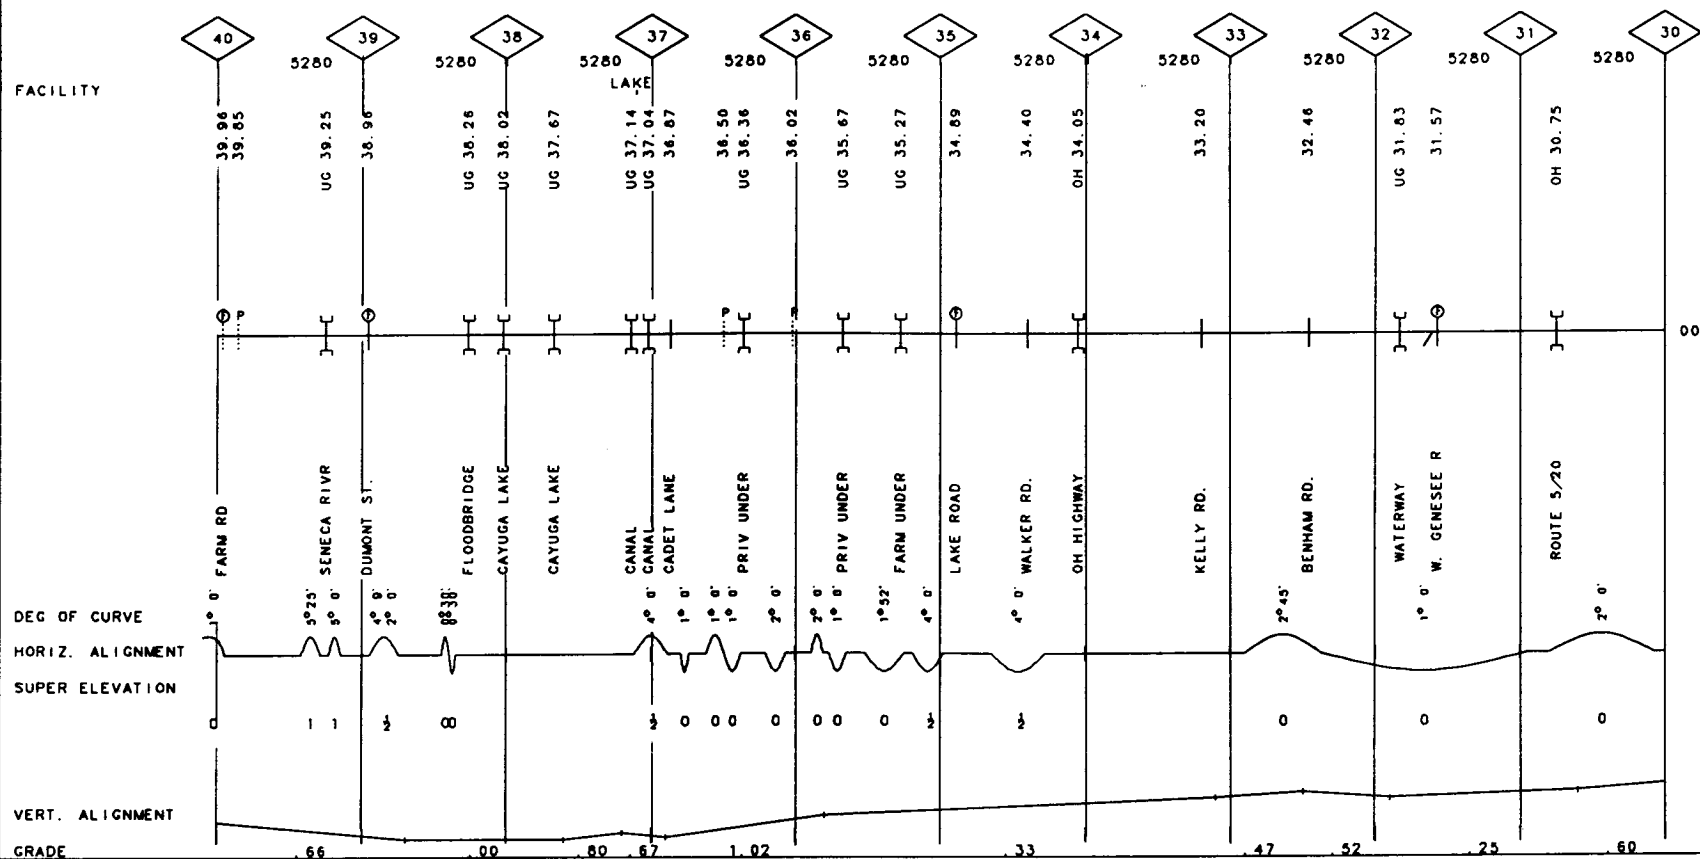 40 39 38 37 36 35 34 33 32 31 30
5280 5280 5280 5280 5280 5280 5280 5280 5280 5280
LAKE
FACILITY
39.96
39.85
UG 39.25
38.96
UG 38.26
UG 38.02
UG 37.67
UG 37.14
UG 37.04
36.87
36.50
UG 36.36
36.02
UG 35.67
UG 35.27
34.89
34.40
OH 34.05
33.20
32.46
UG 31.83
31.57
OH 30.75
P P P P P P P
00
FARM RD
SENECA RIVR
DUMONT ST.
FLOODBRIDGE
CAYUGA LAKE
CAYUGA LAKE
CANAL
CANAL
CADET LANE
PRIV UNDER
PRIV UNDER
FARM UNDER
LAKE ROAD
WALKER RD.
OH HIGHWAY
KELLY RD.
BENHAM RD.
WATERWAY
W. GENESEE R
ROUTE 5/20
DEG OF CURVE
1° 0'
5°25'
5° 0'
4° 9'
2° 0'
4° 0'
1° 0'
1° 0'
1° 0'
2° 0'
2° 0'
1° 0'
1°52'
4° 0'
4° 0'
2°45'
1° 0'
2° 0'
HORIZ. ALIGNMENT
SUPER ELEVATION
0 1 1 ½ 00 ½ 0 0 0 0 0 0 0 ½ ½ 0 0 0
VERT. ALIGNMENT
GRADE .66 .00 .80 .67 1.02 .33 .47 .52 .25 .60